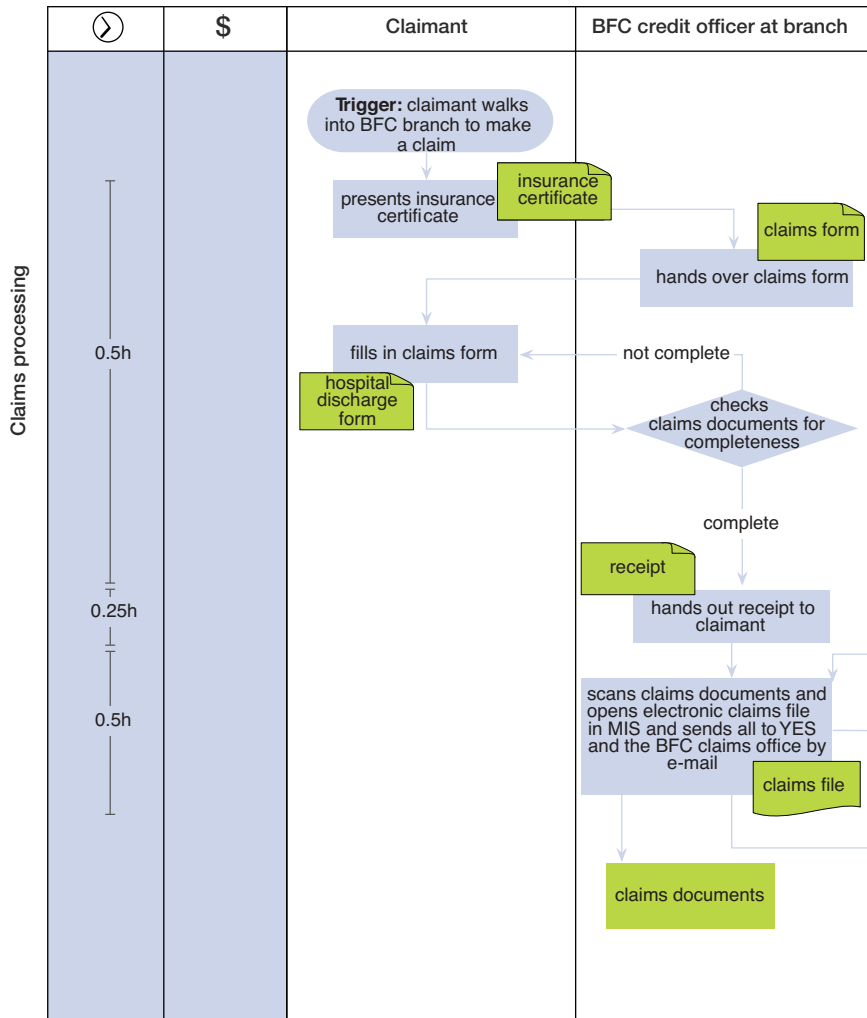 $
Claimant
BFC credit officer at branch
Claims processing
Trigger: claimant walks
into BFC branch to make
a claim
presents insurance
certificate
insurance
certificate
claims form
hands over claims form
0.5h
fills in claims form
not complete
hospital
discharge
form
checks
claims documents for
completeness
complete
receipt
0.25h
hands out receipt to
claimant
0.5h
scans claims documents and
opens electronic claims file
in MIS and sends all to YES
and the BFC claims office by
e-mail
claims file
claims documents